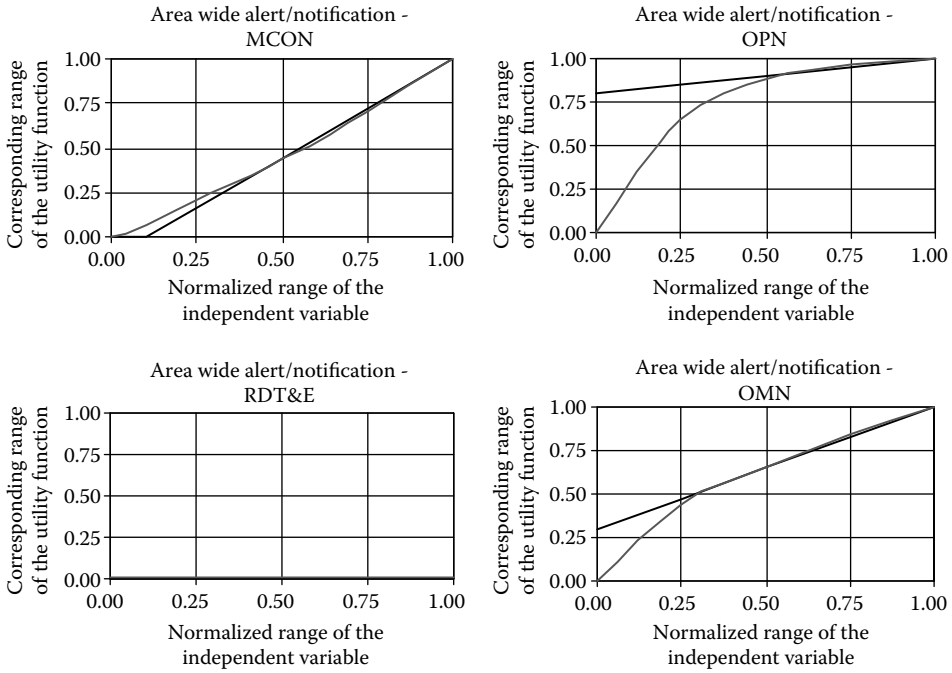 Area wide alert/notification -
MCON
Corresponding range
of the utility function
1.00
0.75
0.50
0.25
0.00
0.00 0.25 0.50 0.75 1.00
Normalized range of the
independent variable
Area wide alert/notification -
OPN
Corresponding range
of the utility function
1.00
0.75
0.50
0.25
0.00
0.00 0.25 0.50 0.75 1.00
Normalized range of the
independent variable
Area wide alert/notification -
RDT&E
Corresponding range
of the utility function
1.00
0.75
0.50
0.25
0.00
0.00 0.25 0.50 0.75 1.00
Normalized range of the
independent variable
Area wide alert/notification -
OMN
Corresponding range
of the utility function
1.00
0.75
0.50
0.25
0.00
0.00 0.25 0.50 0.75 1.00
Normalized range of the
independent variable